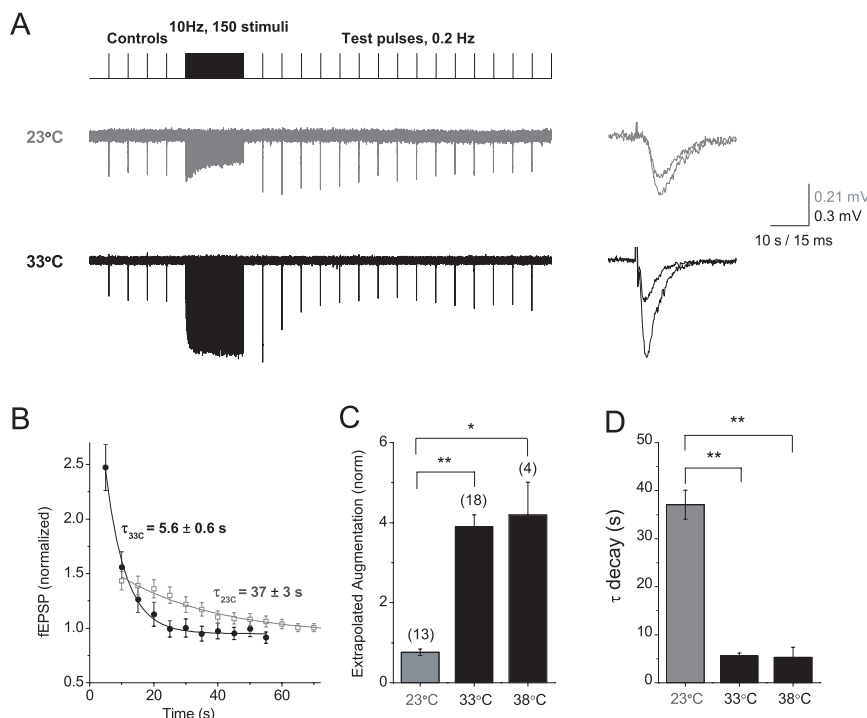 A
10Hz, 150 stimuli
Controls
Test pulses, 0.2 Hz
23°C
0.21 mV
0.3 mV
10 s / 15 ms
33°C
B
fEPSP (normalized)
2.5
2.0
1.5
1.0
0.5
τ33C = 5.6 ± 0.6 s
τ23C = 37 ± 3 s
0 20 40 60
Time (s)
C
Extrapolated Augmentation (norm)
6
4
2
0
*
**
(4)
(18)
(13)
23°C 33°C 38°C
D
τ decay (s)
50
40
30
20
10
0
**
**
23°C 33°C 38°C